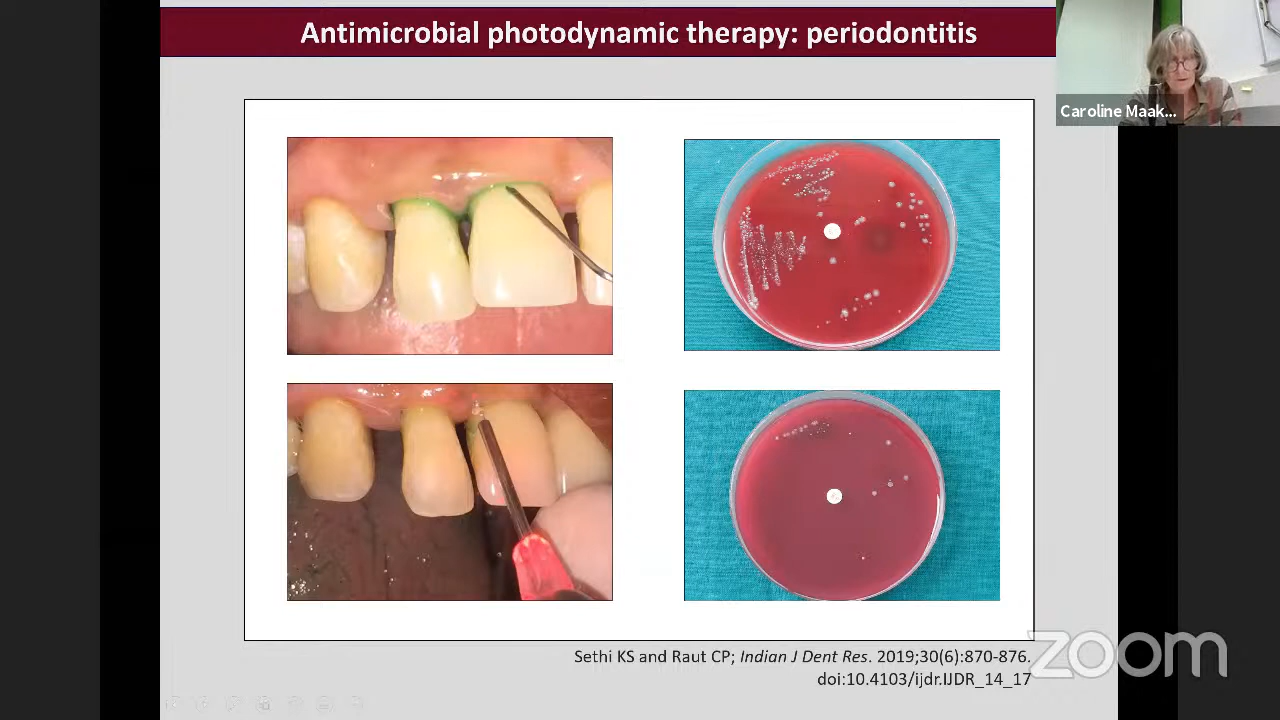 Antimicrobial photodynamic therapy: periodontitis
Caroline Maak...
Sethi KS and Raut CP; Indian J Dent Res. 2019;30(6):870-876.
doi:10.4103/ijdr.IJDR_14_17
zoom